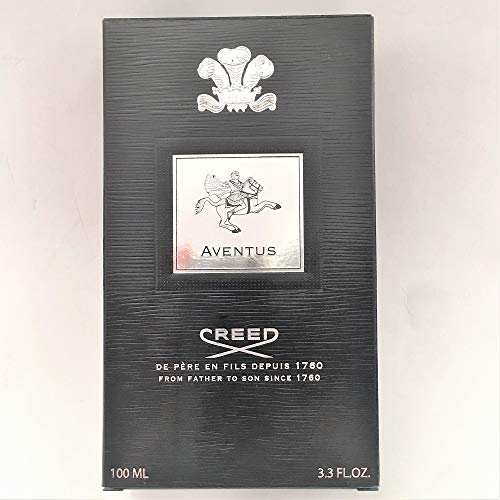 AVENTUS
CREED
DE PÈRE EN FILS DEPUIS 1760
FROM FATHER TO SON SINCE 1760
100 ML 3.3 FL.OZ.